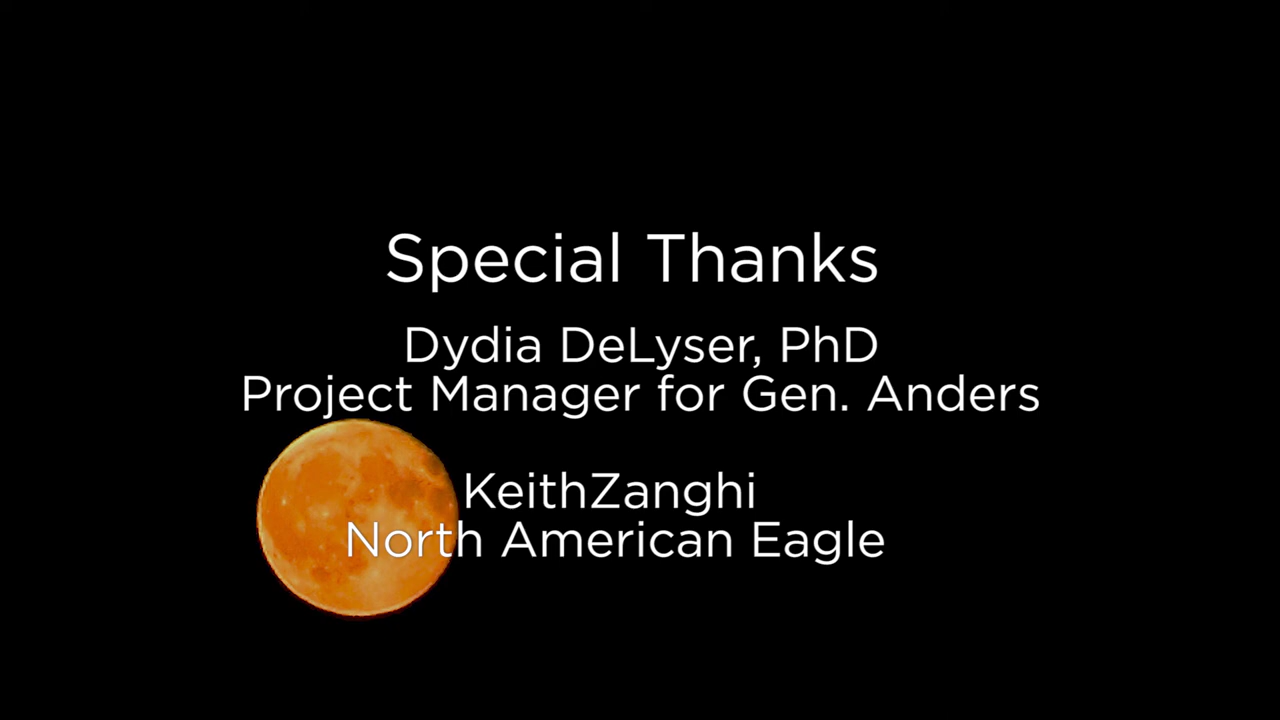 Special Thanks
Dydia DeLyser, PhD
Project Manager for Gen. Anders
KeithZanghi
North American Eagle